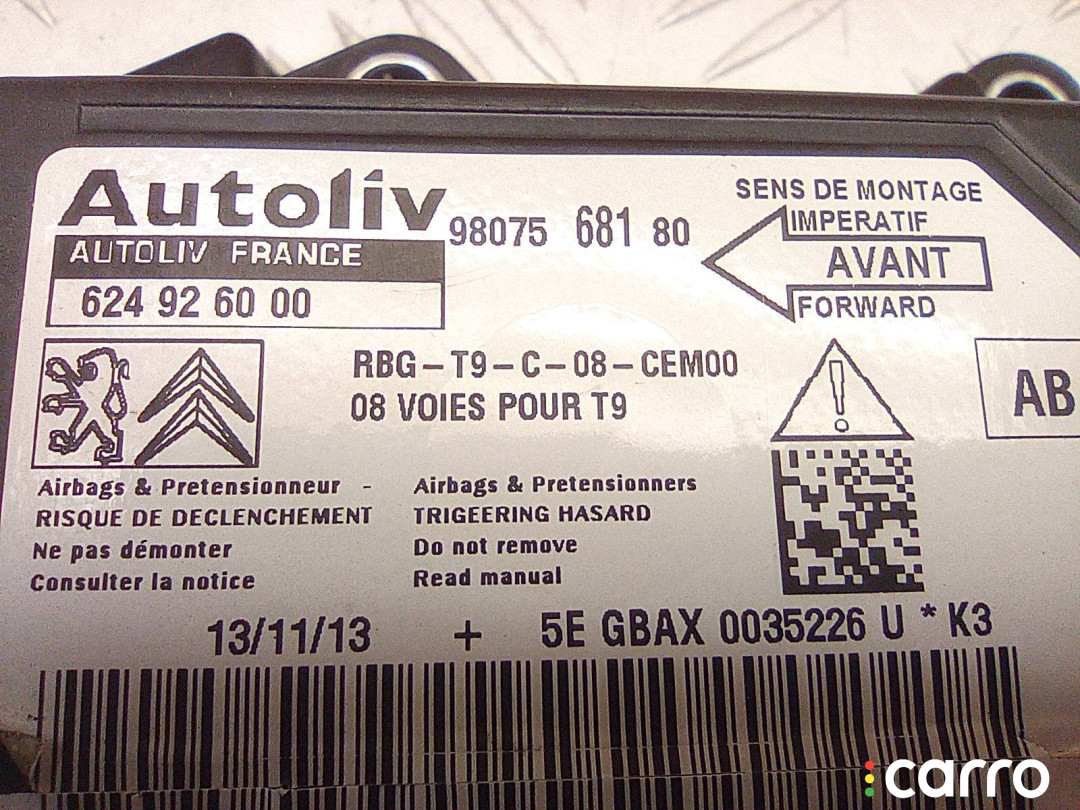 Autoliv
AUTOLIV FRANCE
624 92 60 00
98075 681 80
SENS DE MONTAGE
IMPERATIF
AVANT
FORWARD
RBG-T9-C-08-CEM00
08 VOIES POUR T9
AB
Airbags & Pretensionneur -
RISQUE DE DECLENCHEMENT
Ne pas démonter
Consulter la notice
Airbags & Pretensionners
TRIGEERING HASARD
Do not remove
Read manual
13/11/13 + 5E GBAX 0035226 U * K3
carro